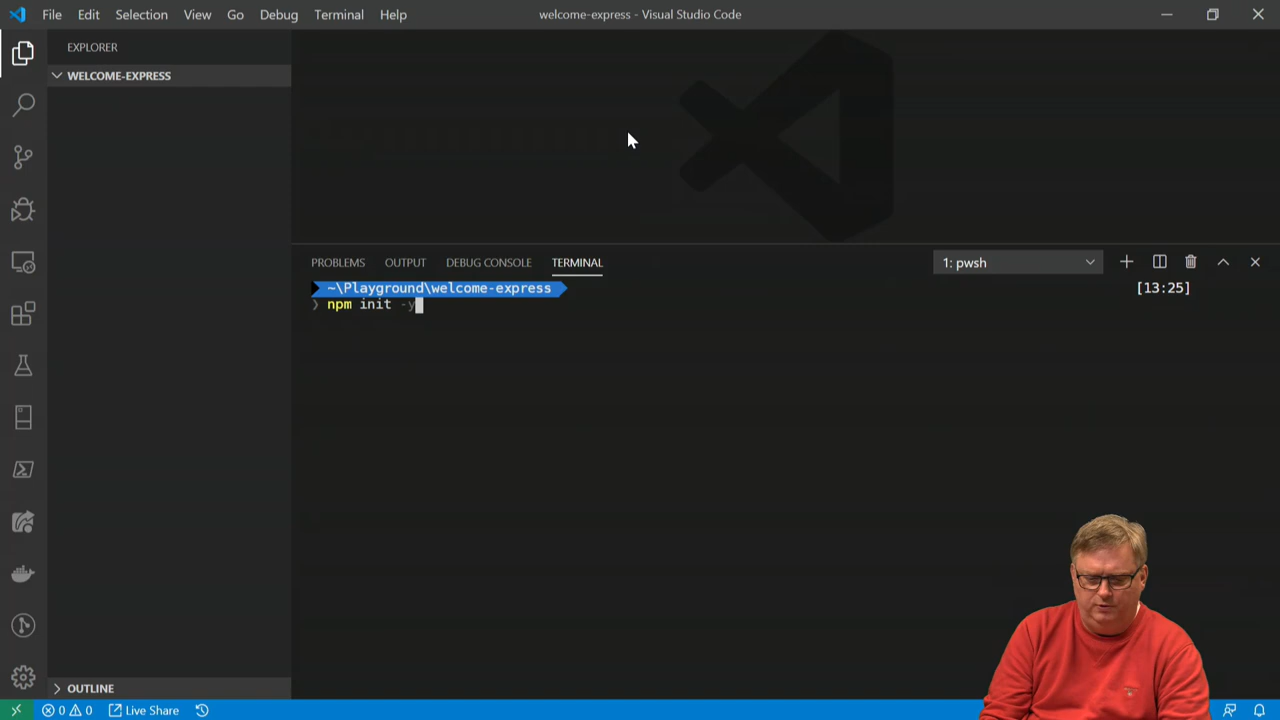 File Edit Selection View Go Debug Terminal Help
welcome-express - Visual Studio Code
EXPLORER
WELCOME-EXPRESS
PROBLEMS OUTPUT DEBUG CONSOLE TERMINAL
1: pwsh
~\Playground\welcome-express
[13:25]
❯ npm init -y
OUTLINE
0 0 Live Share